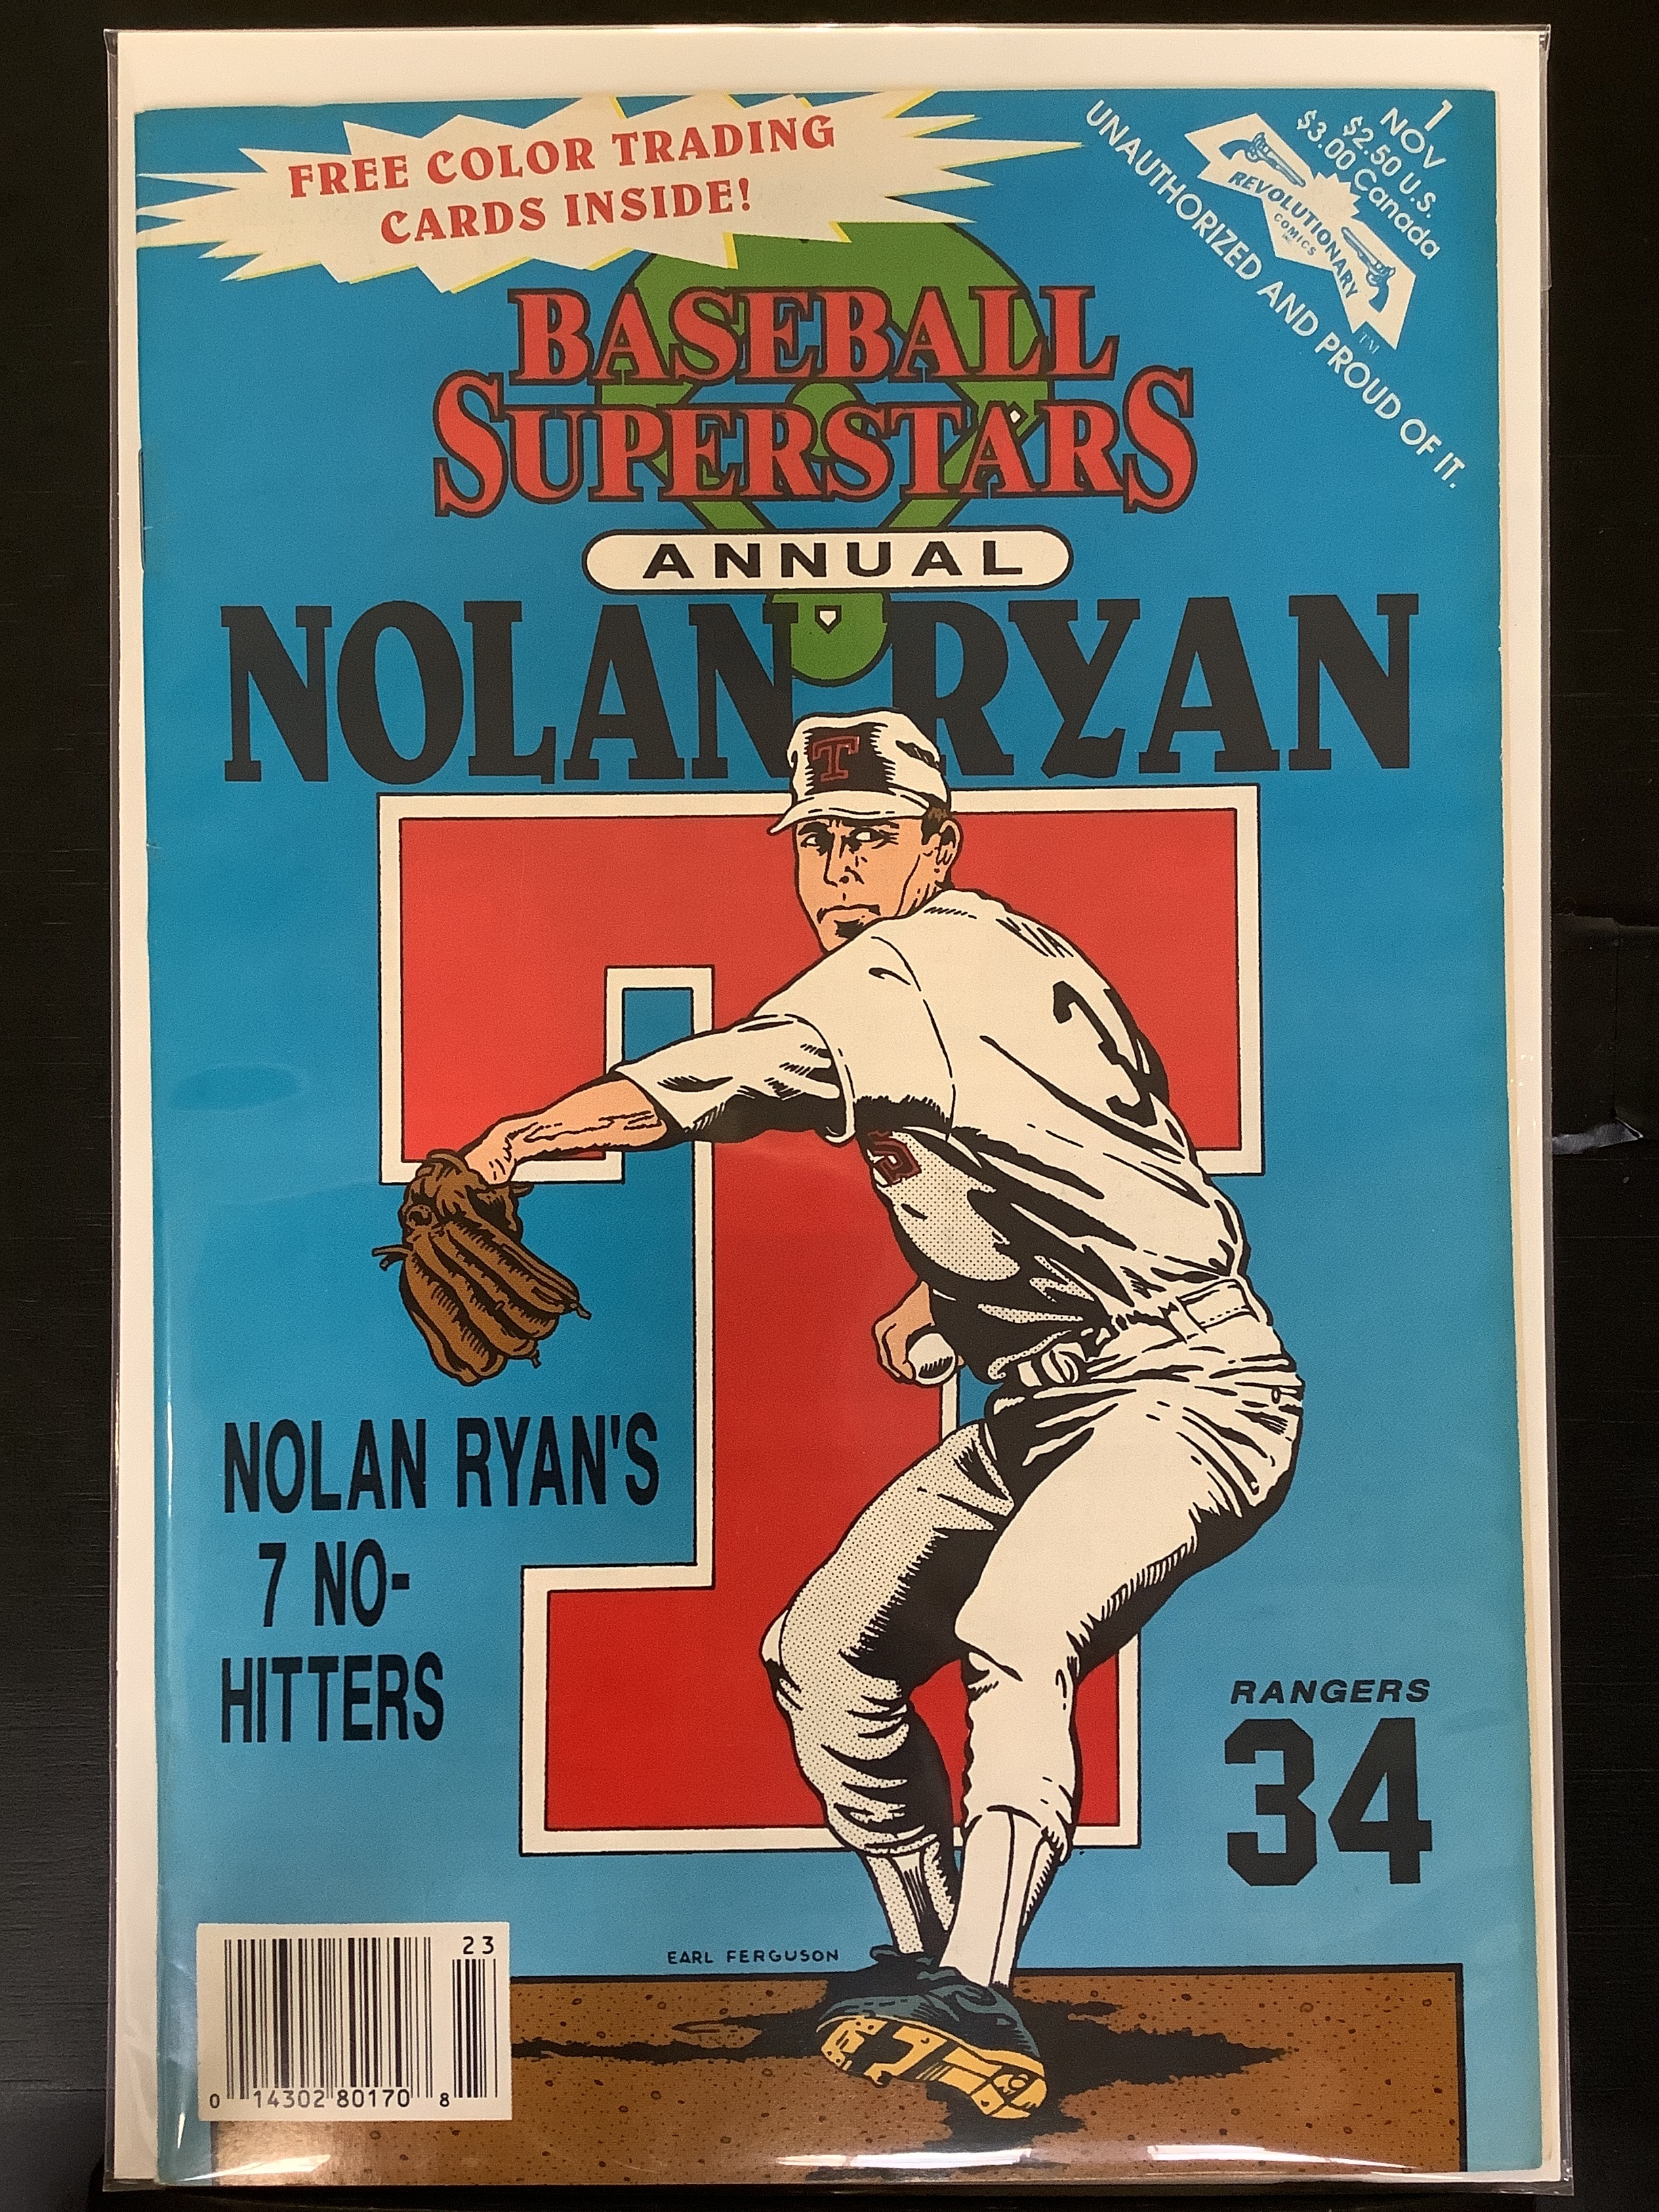 FREE COLOR TRADING
CARDS INSIDE!
1
NOV
$2.50 U.S.
$3.00 Canada
REVOLUTIONARY
COMICS
TM
UNAUTHORIZED AND PROUD OF IT.
BASEBALL
SUPERSTARS
ANNUAL
NOLAN RYAN
T
NOLAN RYAN'S
7 NO-
HITTERS
RANGERS
34
EARL FERGUSON
23
0 14302 80170 8